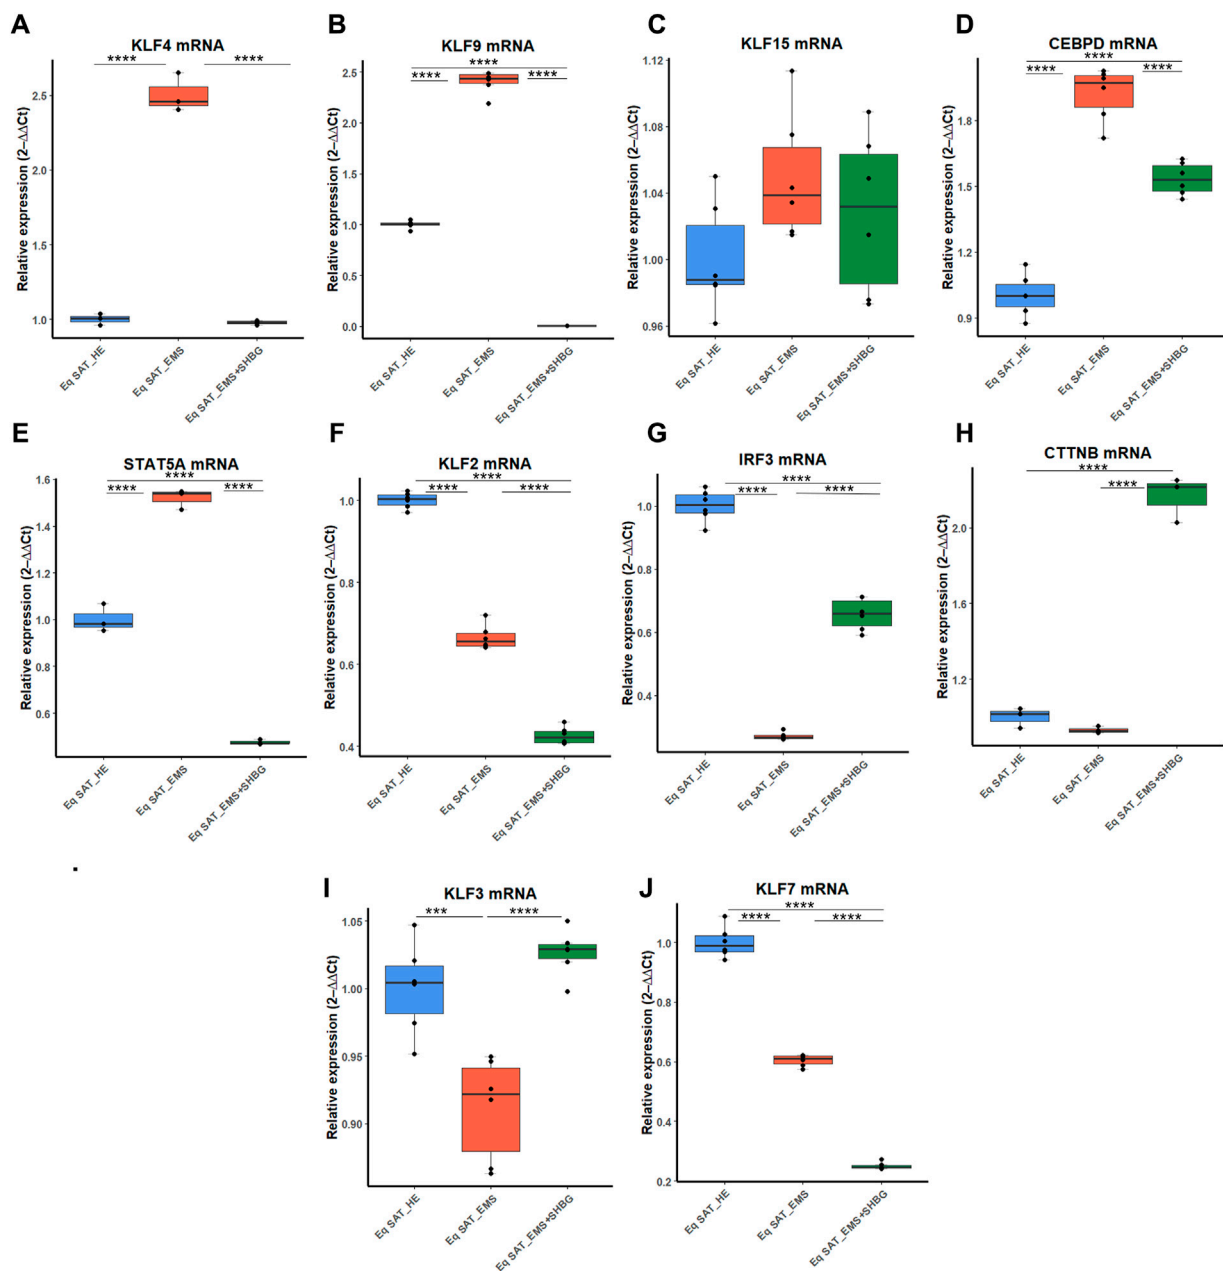 A
KLF4 mRNA
**** ****
Relative expression (2−ΔΔCt)
2.5
2.0
1.5
1.0
Eq SAT_HE
Eq SAT_EMS
Eq SAT_EMS+SHBG
B
KLF9 mRNA
****
**** ****
Relative expression (2−ΔΔCt)
2.5
2.0
1.5
1.0
0.5
0.0
Eq SAT_HE
Eq SAT_EMS
Eq SAT_EMS+SHBG
C
KLF15 mRNA
Relative expression (2−ΔΔCt)
1.12
1.08
1.04
1.00
0.96
Eq SAT_HE
Eq SAT_EMS
Eq SAT_EMS+SHBG
D
CEBPD mRNA
****
**** ****
Relative expression (2−ΔΔCt)
1.8
1.5
1.2
0.9
Eq SAT_HE
Eq SAT_EMS
Eq SAT_EMS+SHBG
E
STAT5A mRNA
****
**** ****
Relative expression (2−ΔΔCt)
1.6
1.4
1.2
1.0
0.8
0.6
Eq SAT_HE
Eq SAT_EMS
Eq SAT_EMS+SHBG
F
KLF2 mRNA
****
**** ****
Relative expression (2−ΔΔCt)
1.0
0.8
0.6
0.4
Eq SAT_HE
Eq SAT_EMS
Eq SAT_EMS+SHBG
G
IRF3 mRNA
****
**** ****
Relative expression (2−ΔΔCt)
1.0
0.8
0.6
0.4
Eq SAT_HE
Eq SAT_EMS
Eq SAT_EMS+SHBG
H
CTTNB mRNA
****
****
Relative expression (2−ΔΔCt)
2.0
1.6
1.2
Eq SAT_HE
Eq SAT_EMS
Eq SAT_EMS+SHBG
I
KLF3 mRNA
*** ****
Relative expression (2−ΔΔCt)
1.05
1.00
0.95
0.90
Eq SAT_HE
Eq SAT_EMS
Eq SAT_EMS+SHBG
J
KLF7 mRNA
****
**** ****
Relative expression (2−ΔΔCt)
1.0
0.8
0.6
0.4
0.2
Eq SAT_HE
Eq SAT_EMS
Eq SAT_EMS+SHBG